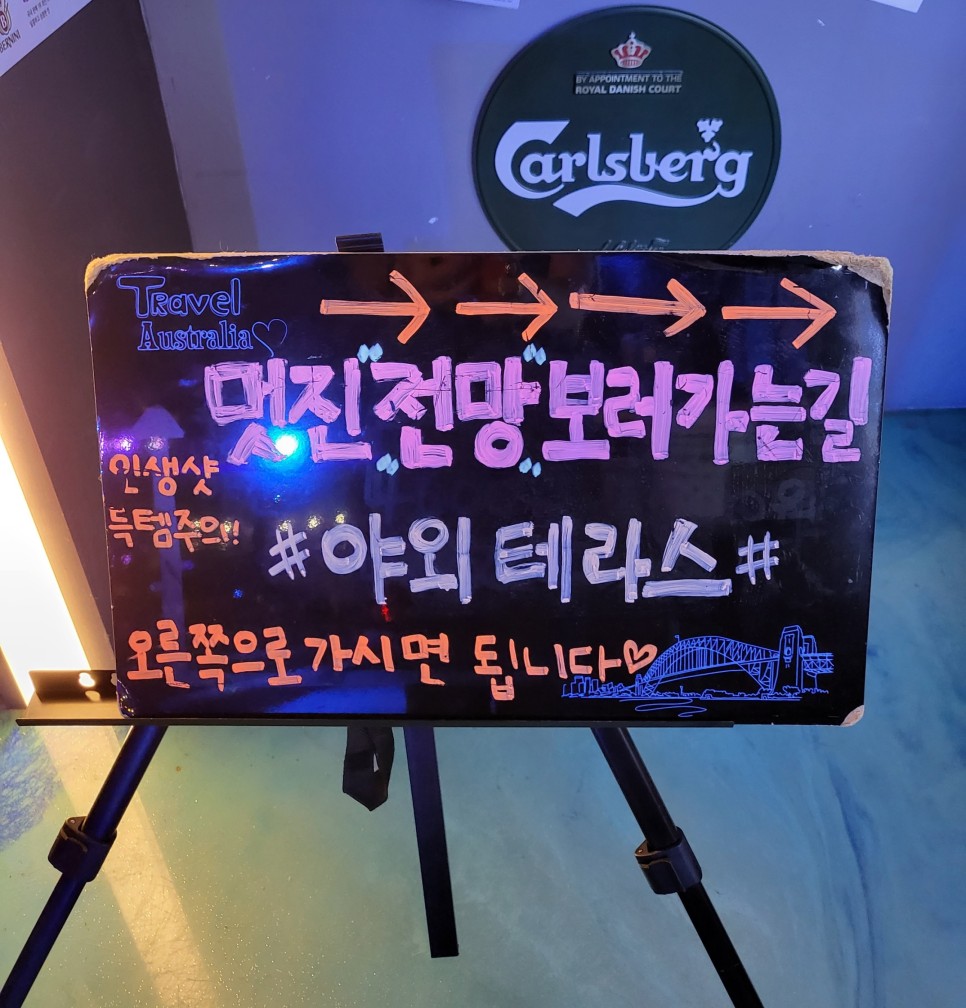 BERNINI
BY APPOINTMENT TO THE
ROYAL DANISH COURT
Carlsberg
Travel
Australia
멋진 전망 보러가는길
인생샷
득템주의!
#야외 테라스#
오른쪽으로 가시면 됩니다